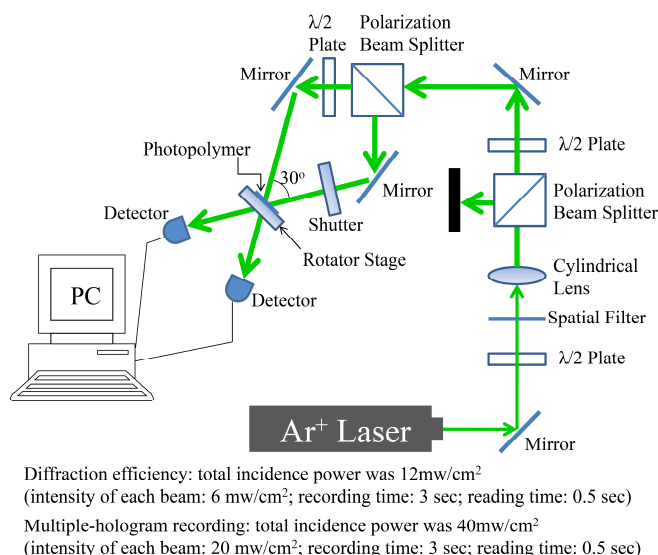 λ/2
Plate
Polarization
Beam Splitter
Mirror
Mirror
Photopolymer
30°
λ/2 Plate
Mirror
Shutter
Detector
Polarization
Beam Splitter
Rotator Stage
PC
Detector
Cylindrical
Lens
Spatial Filter
λ/2 Plate
Ar+ Laser
Mirror
Diffraction efficiency: total incidence power was 12mw/cm2
(intensity of each beam: 6 mw/cm2; recording time: 3 sec; reading time: 0.5 sec)
Multiple-hologram recording: total incidence power was 40mw/cm2
(intensity of each beam: 20 mw/cm2; recording time: 3 sec; reading time: 0.5 sec)